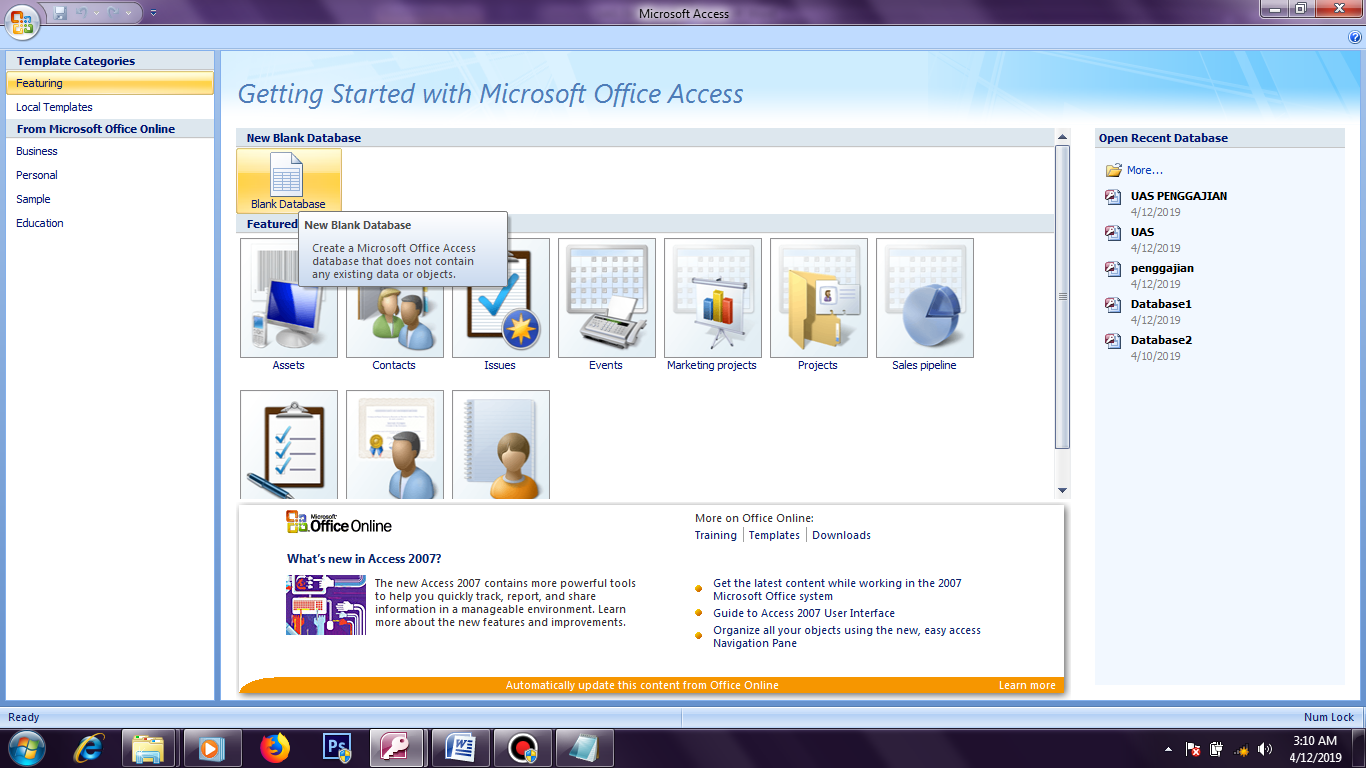 Microsoft Access
Template Categories
Featuring
Local Templates
From Microsoft Office Online
Business
Personal
Sample
Education
Getting Started with Microsoft Office Access
New Blank Database
Blank Database
Featured
New Blank Database
Create a Microsoft Office Access
database that does not contain
any existing data or objects.
Assets
Contacts
Issues
Events
Marketing projects
Projects
Sales pipeline
Microsoft
Office Online
What's new in Access 2007?
The new Access 2007 contains more powerful tools
to help you quickly track, report, and share
information in a manageable environment. Learn
more about the new features and improvements.
More on Office Online:
Training | Templates | Downloads
Get the latest content while working in the 2007
Microsoft Office system
Guide to Access 2007 User Interface
Organize all your objects using the new, easy access
Navigation Pane
Automatically update this content from Office Online
Learn more
Open Recent Database
More...
UAS PENGGAJIAN
4/12/2019
UAS
4/12/2019
penggajian
4/12/2019
Database1
4/12/2019
Database2
4/10/2019
Ready
Num Lock
Ps
3:10 AM
4/12/2019